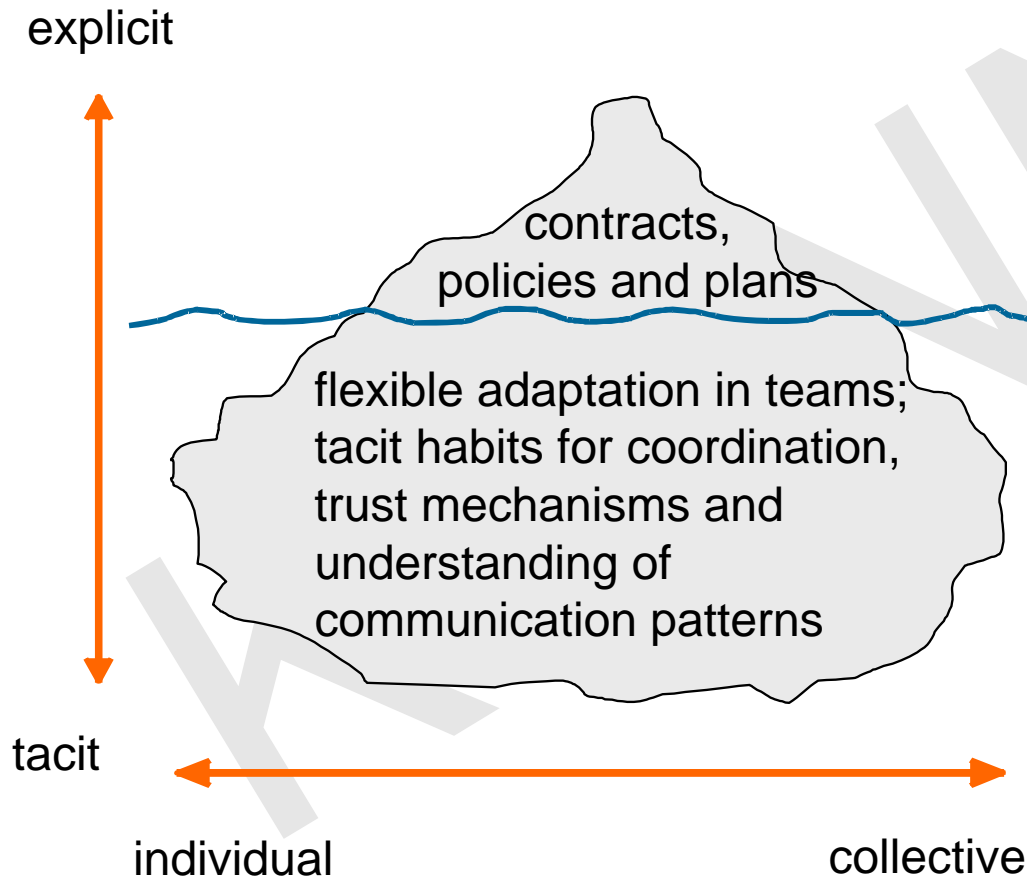 explicit
contracts,
policies and plans
flexible adaptation in teams;
tacit habits for coordination,
trust mechanisms and
understanding of
communication patterns
tacit
individual
collective